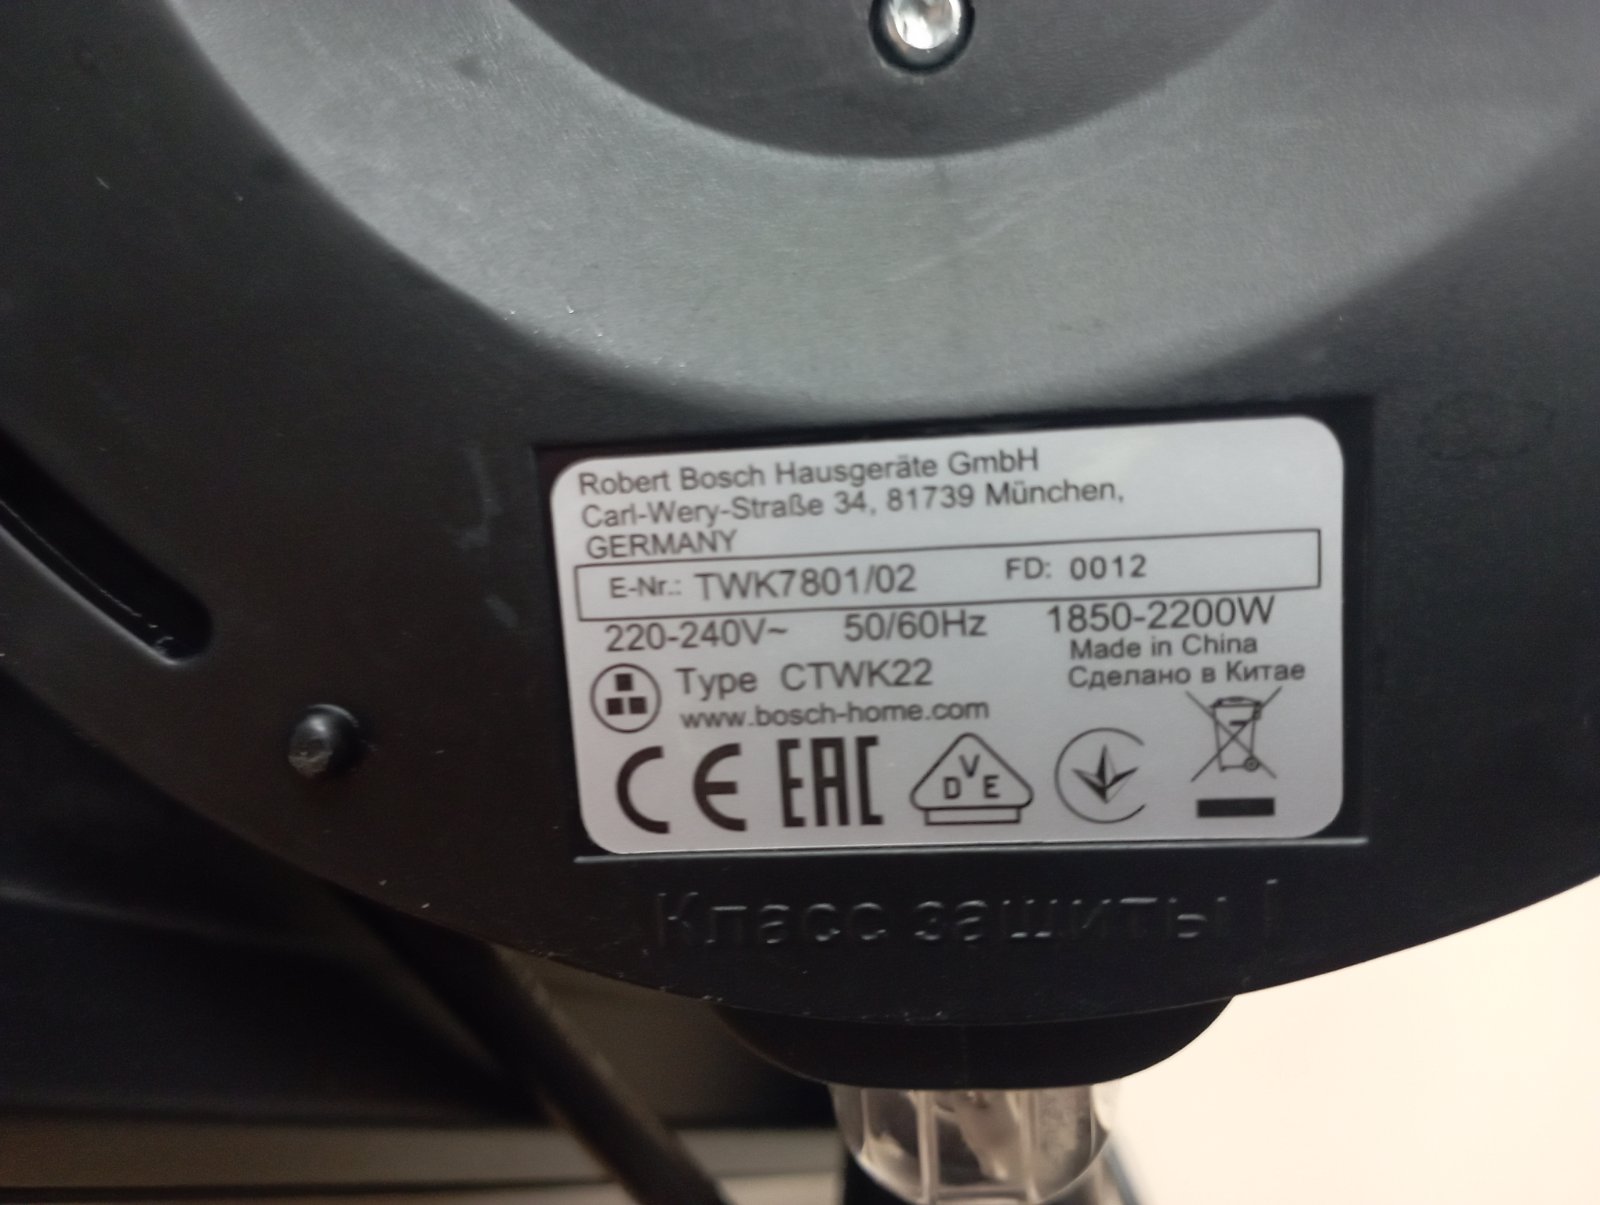 Robert Bosch Hausgeräte GmbH
Carl-Wery-Straße 34, 81739 München,
GERMANY
E-Nr.: TWK7801/02 FD: 0012
220-240V~ 50/60Hz 1850-2200W
Made in China
Сделано в Китае
Type CTWK22
www.bosch-home.com
CE EAC DVE
Класс защиты I